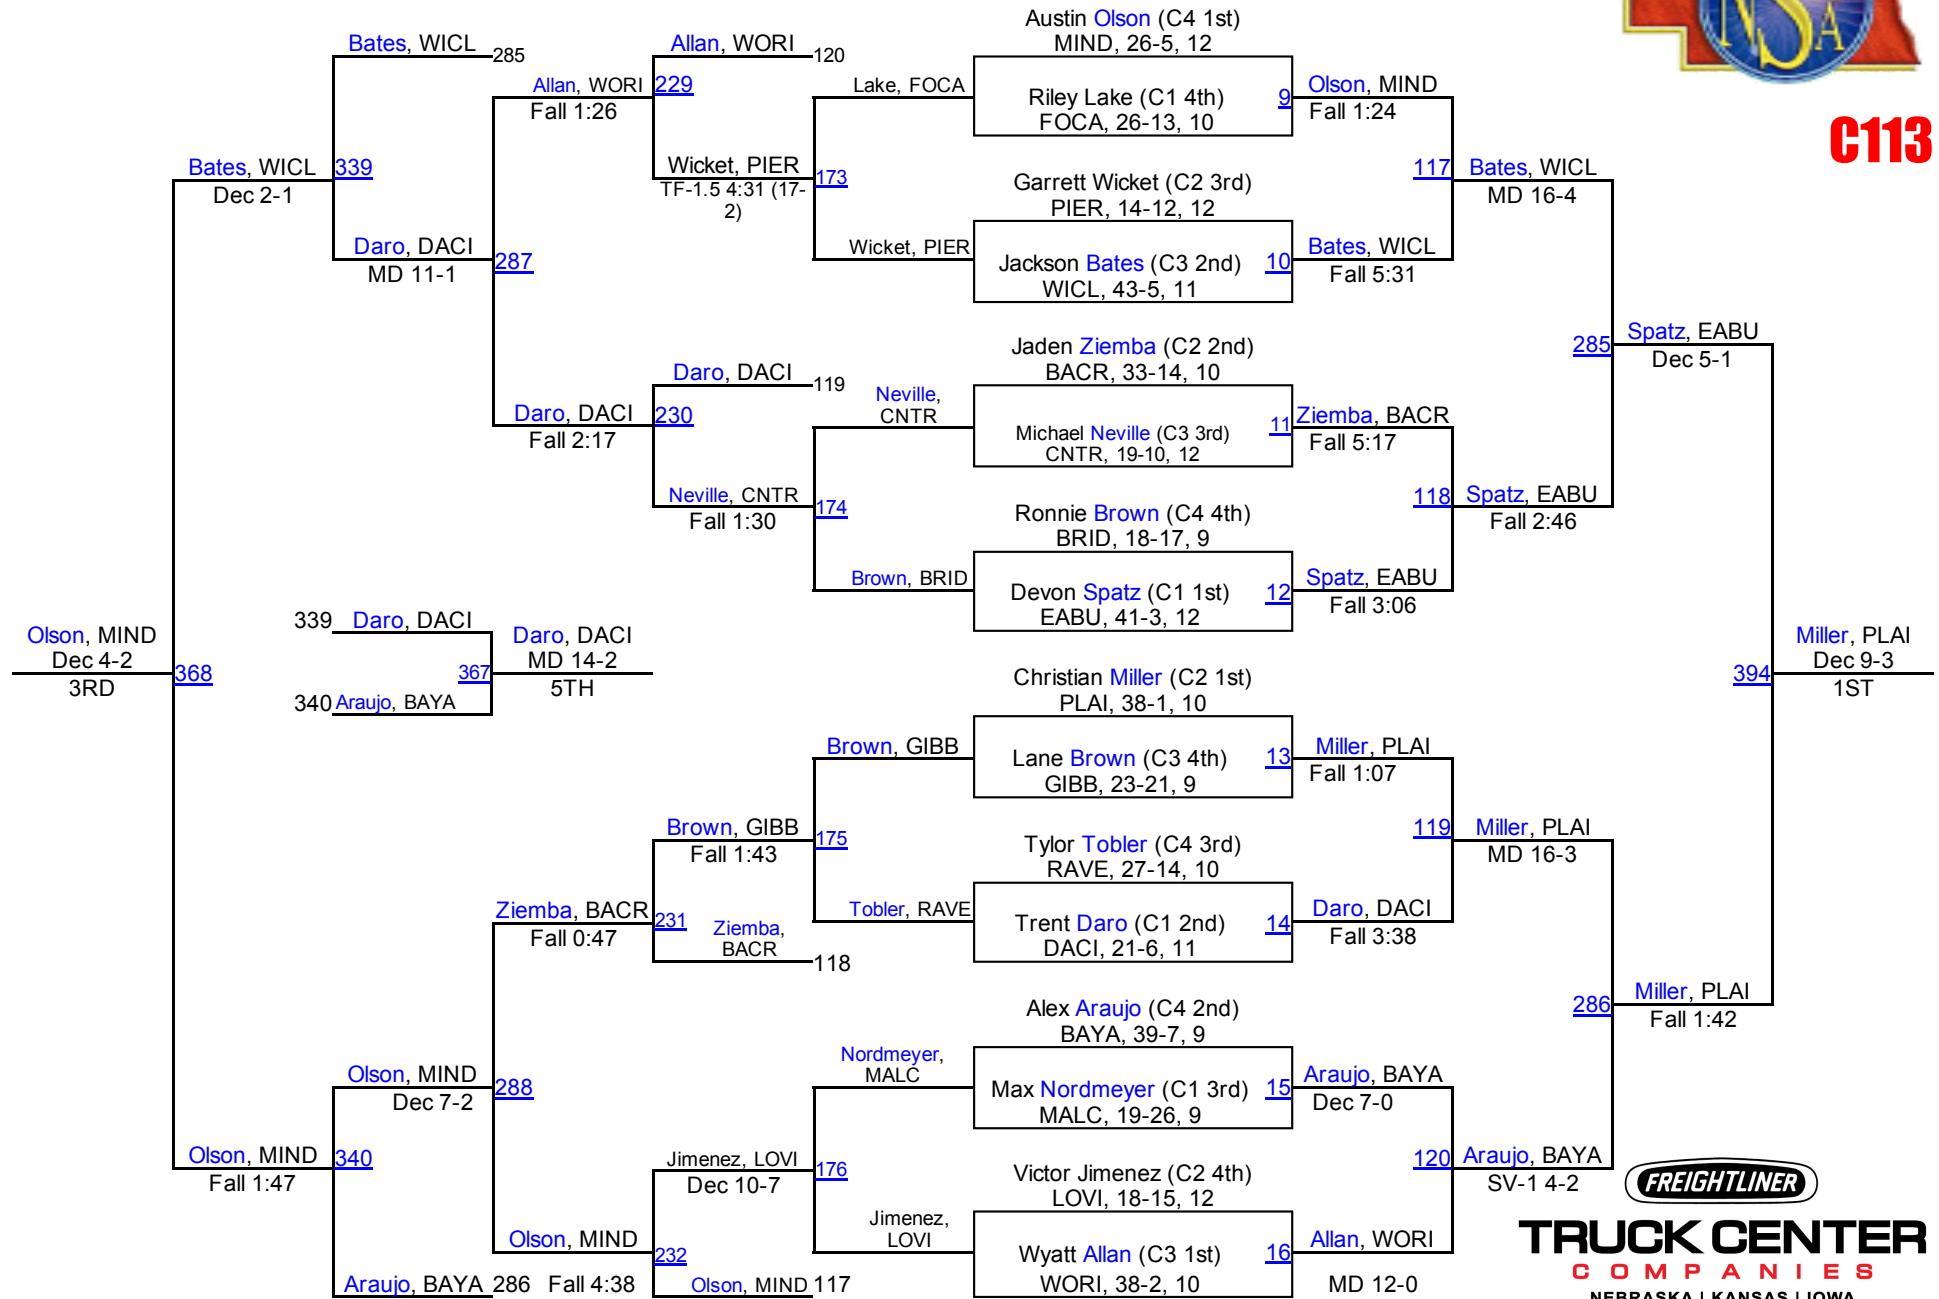 Bates, WICL
285
Allan, WORI
120
Austin Olson (C4 1st)
MIND, 26-5, 12
NSA
Allan, WORI
229
Fall 1:26
Lake, FOCA
Riley Lake (C1 4th)
FOCA, 26-13, 10
9
Olson, MIND
Fall 1:24
C113
Bates, WICL
339
Dec 2-1
Wicket, PIER
TF-1.5 4:31 (17-
2)
173
Garrett Wicket (C2 3rd)
PIER, 14-12, 12
117
Bates, WICL
MD 16-4
Daro, DACI
MD 11-1
287
Wicket, PIER
Jackson Bates (C3 2nd)
WICL, 43-5, 11
10
Bates, WICL
Fall 5:31
Daro, DACI
119
Jaden Ziemba (C2 2nd)
BACR, 33-14, 10
285
Spatz, EABU
Dec 5-1
Daro, DACI
230
Fall 2:17
Neville,
CNTR
Michael Neville (C3 3rd)
CNTR, 19-10, 12
11
Ziemba, BACR
Fall 5:17
Neville, CNTR
Fall 1:30
174
Ronnie Brown (C4 4th)
BRID, 18-17, 9
118
Spatz, EABU
Fall 2:46
Brown, BRID
Devon Spatz (C1 1st)
EABU, 41-3, 12
12
Spatz, EABU
Fall 3:06
Olson, MIND
Dec 4-2
3RD
368
339
Daro, DACI
340
Araujo, BAYA
367
Daro, DACI
MD 14-2
5TH
Christian Miller (C2 1st)
PLAI, 38-1, 10
394
Miller, PLAI
Dec 9-3
1ST
Brown, GIBB
Lane Brown (C3 4th)
GIBB, 23-21, 9
13
Miller, PLAI
Fall 1:07
Brown, GIBB
Fall 1:43
175
Tylor Tobler (C4 3rd)
RAVE, 27-14, 10
119
Miller, PLAI
MD 16-3
Ziemba, BACR
Fall 0:47
231
Ziemba,
BACR
118
Tobler, RAVE
Trent Daro (C1 2nd)
DACI, 21-6, 11
14
Daro, DACI
Fall 3:38
Alex Araujo (C4 2nd)
BAYA, 39-7, 9
286
Miller, PLAI
Fall 1:42
Olson, MIND
Dec 7-2
288
Nordmeyer,
MALC
Max Nordmeyer (C1 3rd)
MALC, 19-26, 9
15
Araujo, BAYA
Dec 7-0
Olson, MIND
340
Fall 1:47
Jimenez, LOVI
Dec 10-7
176
Victor Jimenez (C2 4th)
LOVI, 18-15, 12
120
Araujo, BAYA
SV-1 4-2
Olson, MIND
232
Fall 4:38
Jimenez,
LOVI
Wyatt Allan (C3 1st)
WORI, 38-2, 10
16
Allan, WORI
MD 12-0
Araujo, BAYA 286
Olson, MIND 117
FREIGHTLINER
TRUCK CENTER
COMPANIES
NEBRASKA | KANSAS | IOWA